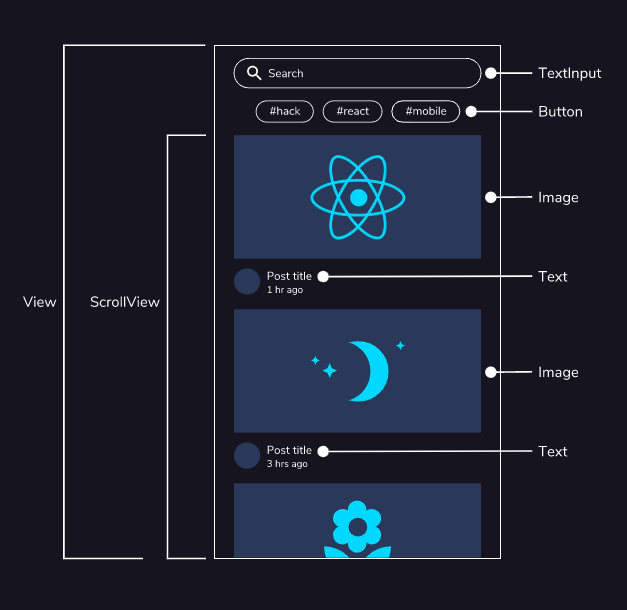 Search
TextInput
#hack
#react
#mobile
Button
Image
Post title
Text
1 hr ago
View
ScrollView
Image
Post title
Text
3 hrs ago